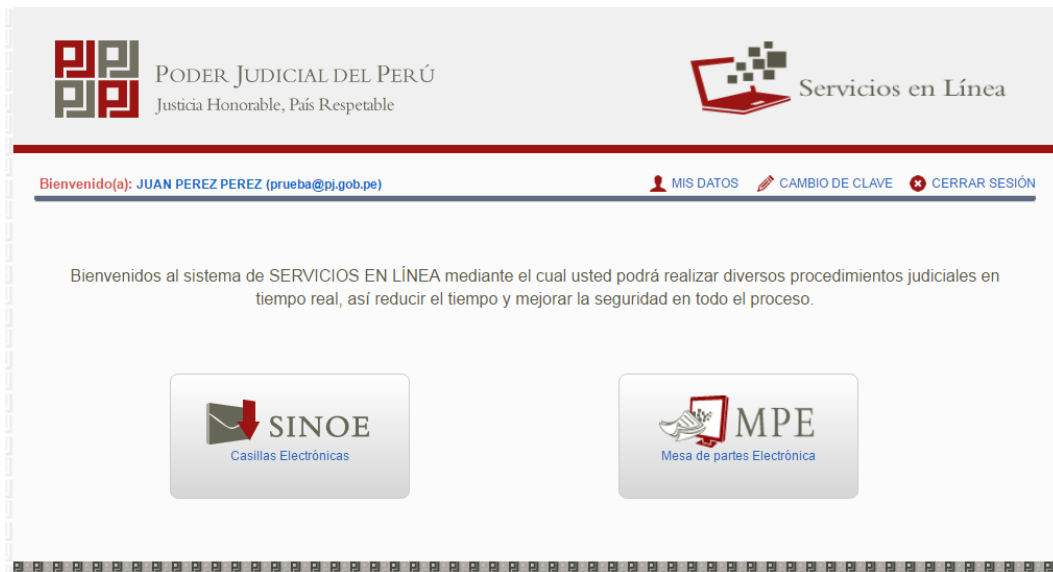 PODER JUDICIAL DEL PERÚ
Justicia Honorable, País Respetable
Servicios en Línea
Bienvenido(a): JUAN PEREZ PEREZ (prueba@pj.gob.pe)
MIS DATOS CAMBIO DE CLAVE CERRAR SESIÓN
Bienvenidos al sistema de SERVICIOS EN LÍNEA mediante el cual usted podrá realizar diversos procedimientos judiciales en
tiempo real, así reducir el tiempo y mejorar la seguridad en todo el proceso.
SINOE
Casillas Electrónicas
MPE
Mesa de partes Electrónica